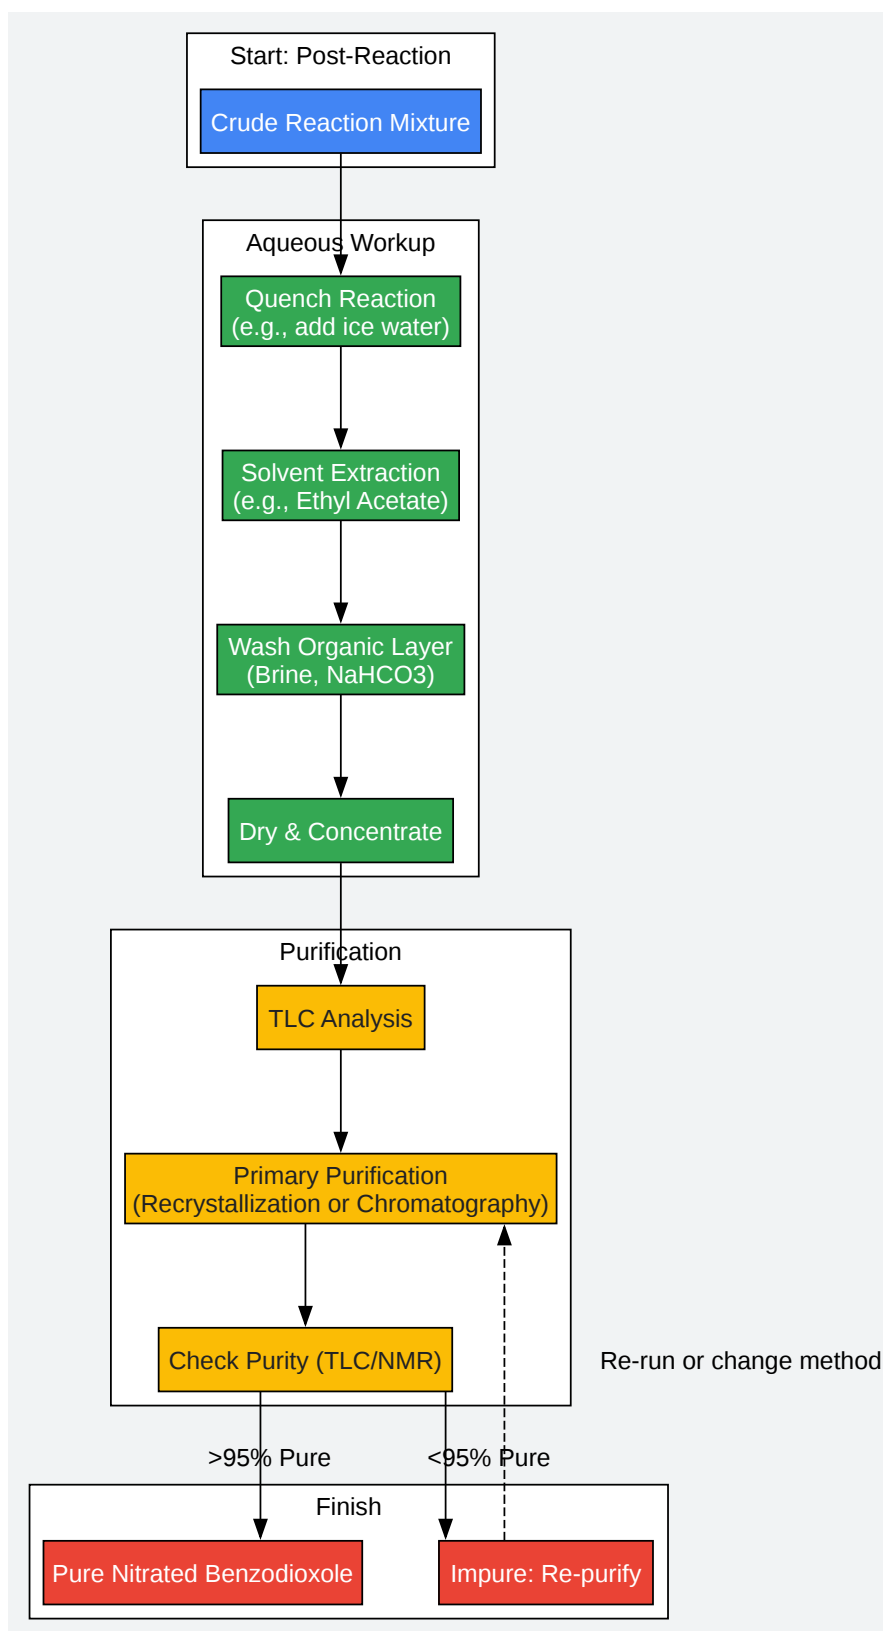 Start: Post-Reaction
Crude Reaction Mixture
Aqueous Workup
Quench Reaction
(e.g., add ice water)
Solvent Extraction
(e.g., Ethyl Acetate)
Wash Organic Layer
(Brine, NaHCO3)
Dry & Concentrate
Purification
TLC Analysis
Primary Purification
(Recrystallization or Chromatography)
Check Purity (TLC/NMR)
Re-run or change method
>95% Pure
<95% Pure
Finish
Pure Nitrated Benzodioxole
Impure: Re-purify